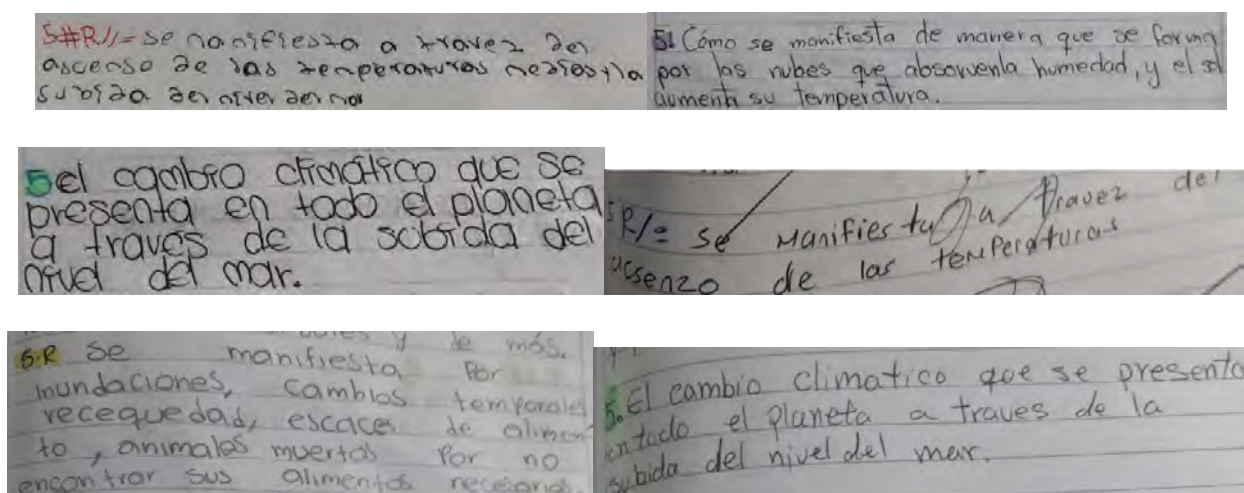 5#R//= se manifiesta a travez del
ascenso de las temperaturas medias y la
subida del nivel del mar
5! Cómo se manifiesta de manera que se forma
por las nubes que absorven la humedad, y el sol
aumenta su temperatura.
5 el cambio climático que se
presenta en todo el planeta
a través de la subida del
nivel del mar.
5R/= se Manifiesta a travez del
acsenzo de las temperaturas
y de más.
5.R se manifiesta Por
inundaciones, cambios temporales
recequedad, escaces de alimen
to, animales muertos Por no
encontrar sus alimentos necesarios.
5. El cambio climatico que se presenta
en todo el planeta a traves de la
subida del nivel del mar.